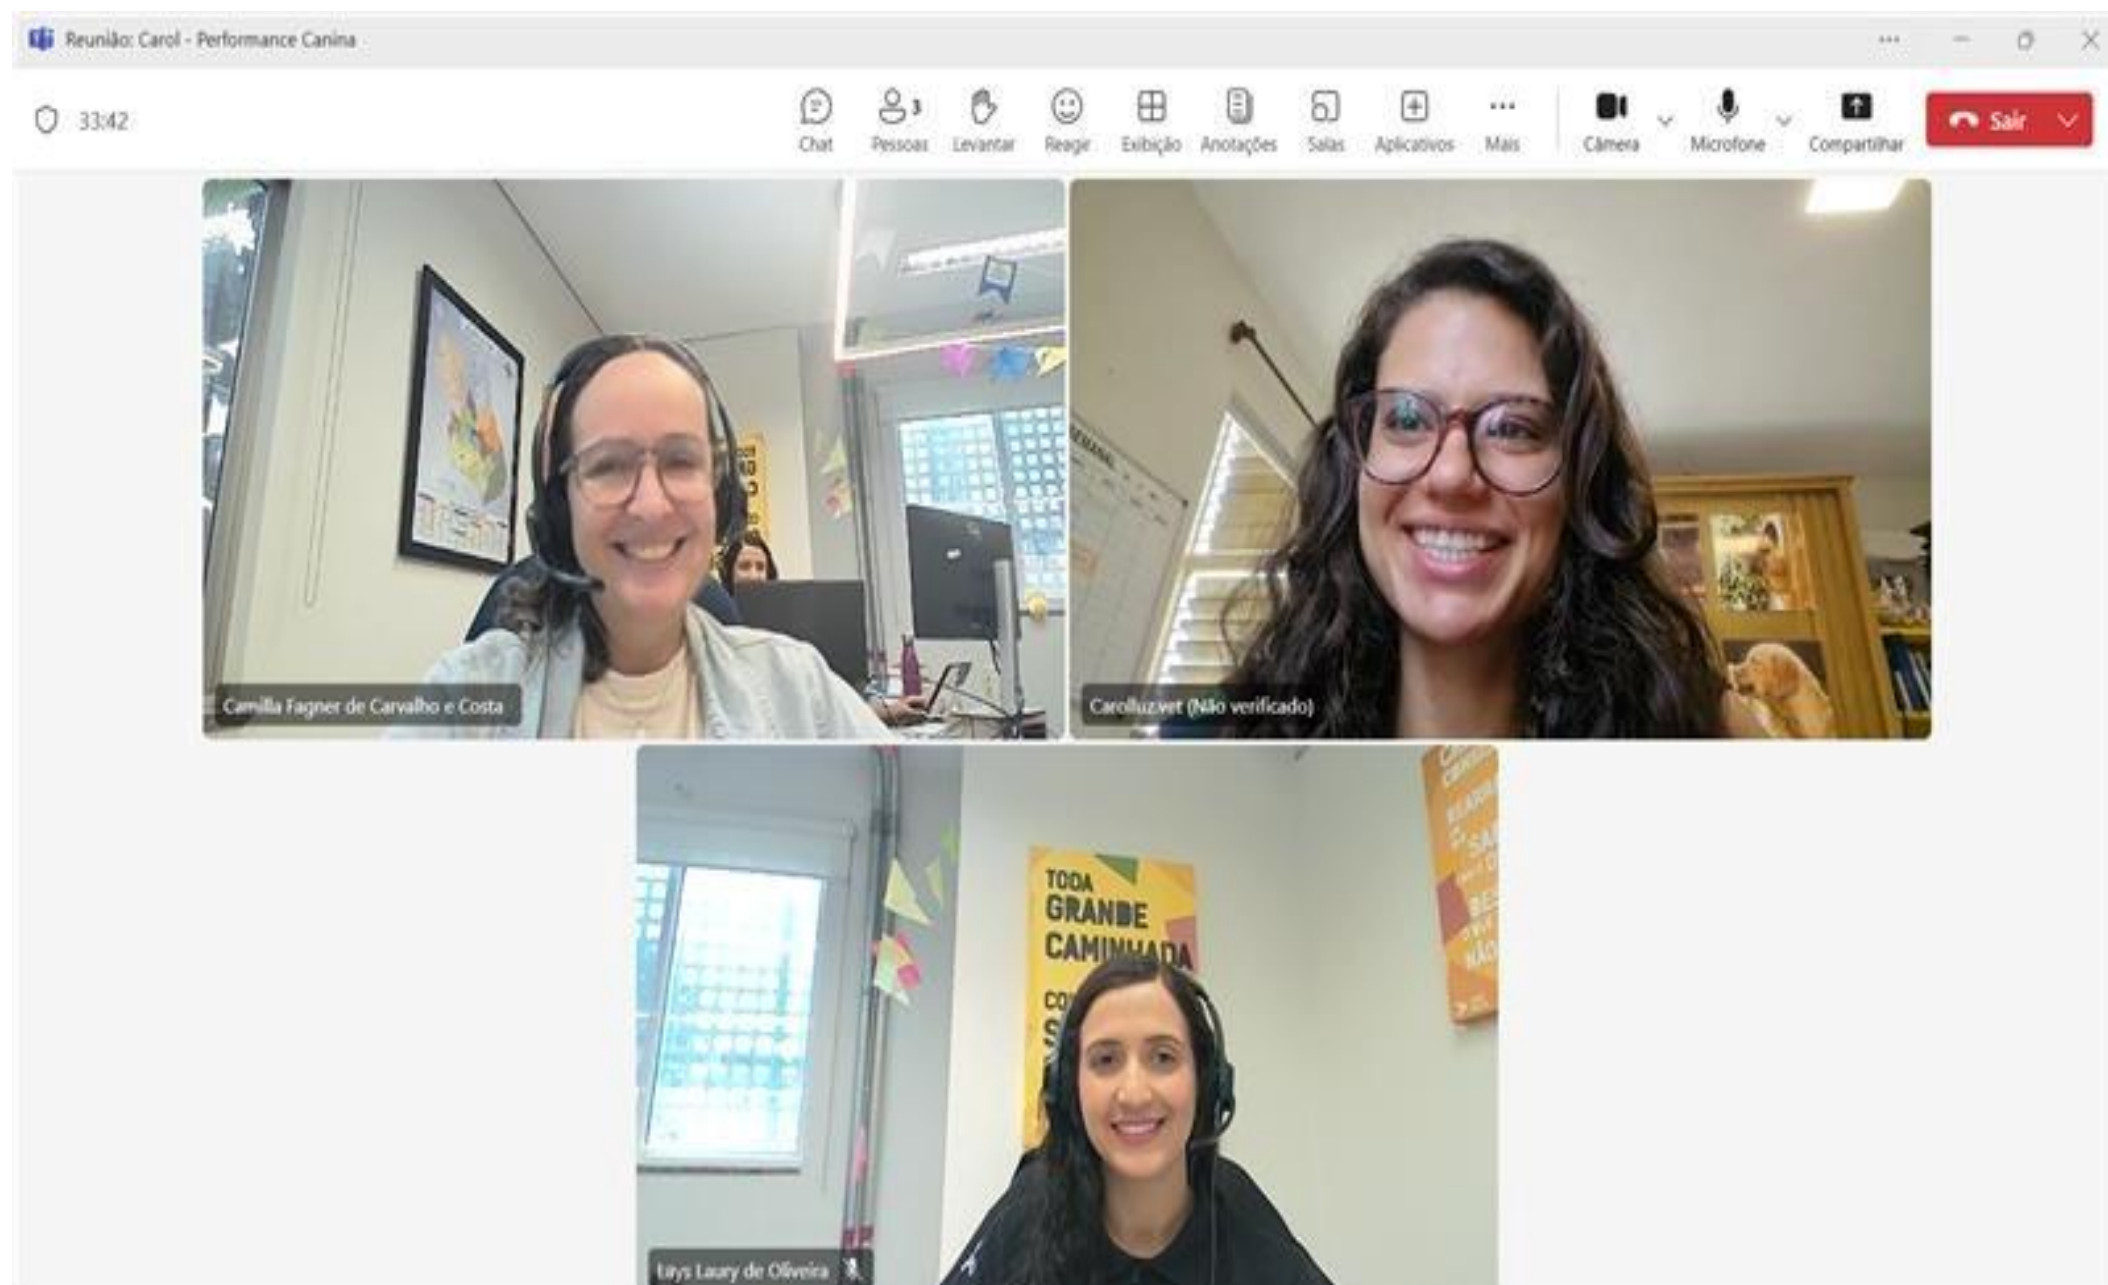 Reunião: Carol - Performance Canina
33:42
Chat
Pessoas 3
Levantar
Reagir
Exibição
Anotações
Salas
Aplicativos
Mais
Câmera
Microfone
Compartilhar
Sair
SEMANAL
Camilla Fagner de Carvalho e Costa
Carolluz.vet (Não verificado)
TODA
GRANDE
CAMINHADA
Laury de Oliveira